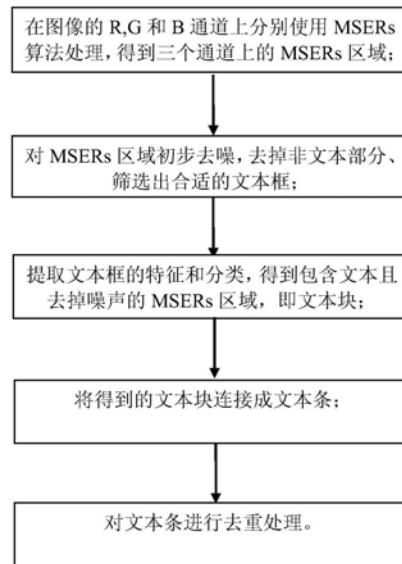 在图像的 R,G 和 B 通道上分别使用 MSERs
算法处理，得到三个通道上的 MSERs 区域；
对 MSERs 区域初步去噪，去掉非文本部分、
筛选出合适的文本框；
提取文本框的特征和分类，得到包含文本且
去掉噪声的 MSERs 区域，即文本块；
将得到的文本块连接成文本条；
对文本条进行去重处理。